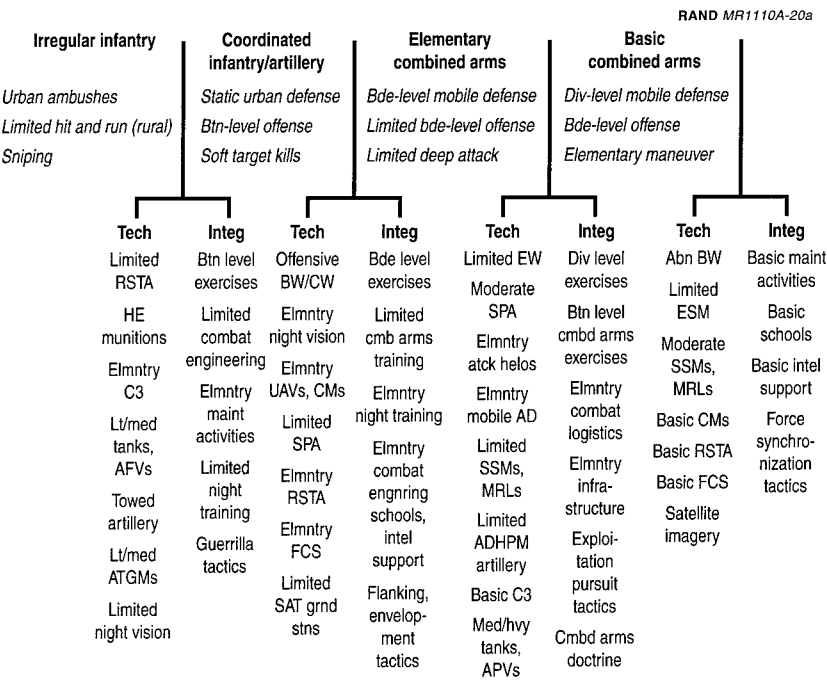 RAND MR1110A-20a
Irregular infantry
Coordinated
infantry/artillery
Elementary
combined arms
Basic
combined arms
Urban ambushes
Limited hit and run (rural)
Sniping
Static urban defense
Btn-level offense
Soft target kills
Bde-level mobile defense
Limited bde-level offense
Limited deep attack
Div-level mobile defense
Bde-level offense
Elementary maneuver
Tech
Limited
RSTA
HE
munitions
Elmntry
C3
Lt/med
tanks,
AFVs
Towed
artillery
Lt/med
ATGMs
Limited
night vision
Integ
Btn level
exercises
Limited
combat
engineering
Elmntry
maint
activities
Limited
night
training
Guerrilla
tactics
Tech
Offensive
BW/CW
Elmntry
night vision
Elmntry
UAVs, CMs
Limited
SPA
Elmntry
RSTA
Elmntry
FCS
Limited
SAT grnd
stns
Integ
Bde level
exercises
Limited
cmb arms
training
Elmntry
night training
Elmntry
combat
engnring
schools,
intel
support
Flanking,
envelop-
ment
tactics
Tech
Limited EW
Moderate
SPA
Elmntry
atck helos
Elmntry
mobile AD
Limited
SSMs,
MRLs
Limited
ADHPM
artillery
Basic C3
Med/hvy
tanks,
APVs
Integ
Div level
exercises
Btn level
cmbd arms
exercises
Elmntry
combat
logistics
Elmntry
infra-
structure
Exploi-
tation
pursuit
tactics
Cmbd arms
doctrine
Tech
Abn BW
Limited
ESM
Moderate
SSMs,
MRLs
Basic CMs
Basic RSTA
Basic FCS
Satellite
imagery
Integ
Basic maint
activities
Basic
schools
Basic intel
support
Force
synchro-
nization
tactics